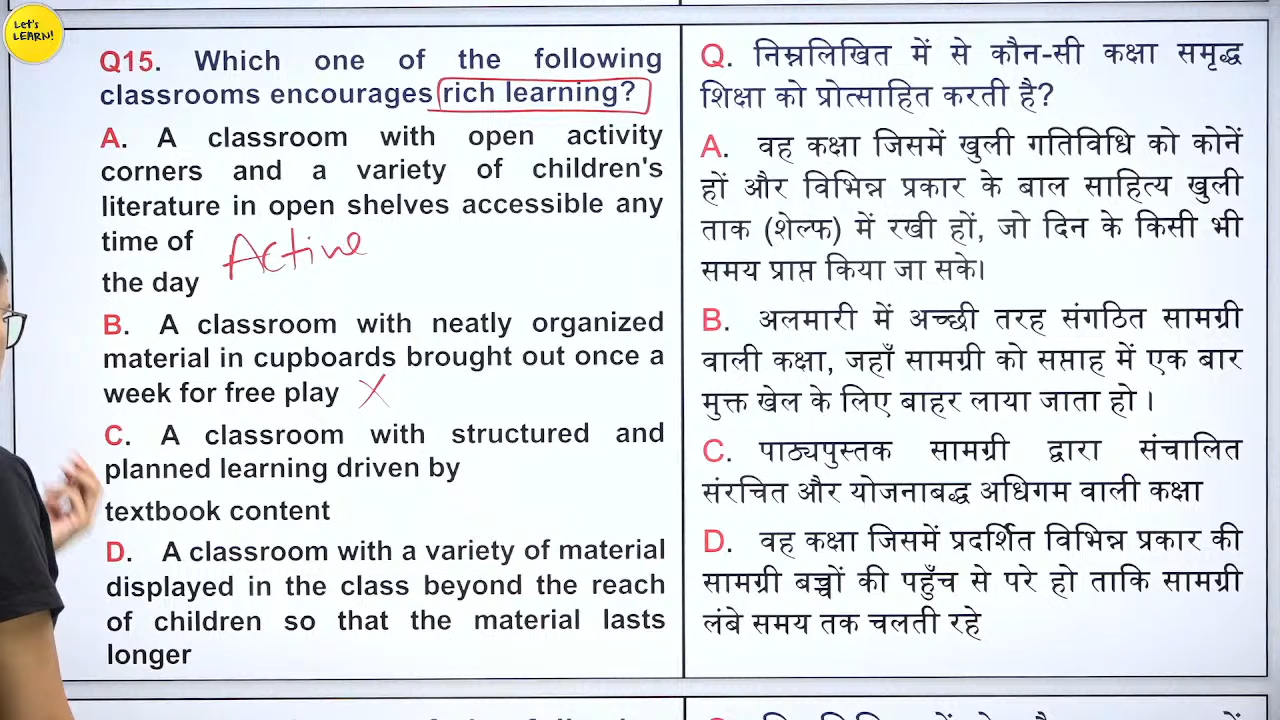 Let's
LEARN!
Q15. Which one of the following
classrooms encourages rich learning?
A. A classroom with open activity
corners and a variety of children's
literature in open shelves accessible any
time of
Active
the day
B. A classroom with neatly organized
material in cupboards brought out once a
week for free play X
C. A classroom with structured and
planned learning driven by
textbook content
D. A classroom with a variety of material
displayed in the class beyond the reach
of children so that the material lasts
longer
Q. निम्नलिखित में से कौन-सी कक्षा समृद्ध
शिक्षा को प्रोत्साहित करती है?
A. वह कक्षा जिसमें खुली गतिविधि को कोनें
हों और विभिन्न प्रकार के बाल साहित्य खुली
ताक (शेल्फ) में रखी हों, जो दिन के किसी भी
समय प्राप्त किया जा सके।
B. अलमारी में अच्छी तरह संगठित सामग्री
वाली कक्षा, जहाँ सामग्री को सप्ताह में एक बार
मुक्त खेल के लिए बाहर लाया जाता हो।
C. पाठ्यपुस्तक सामग्री द्वारा संचालित
संरचित और योजनाबद्ध अधिगम वाली कक्षा
D. वह कक्षा जिसमें प्रदर्शित विभिन्न प्रकार की
सामग्री बच्चों की पहुँच से परे हो ताकि सामग्री
लंबे समय तक चलती रहे